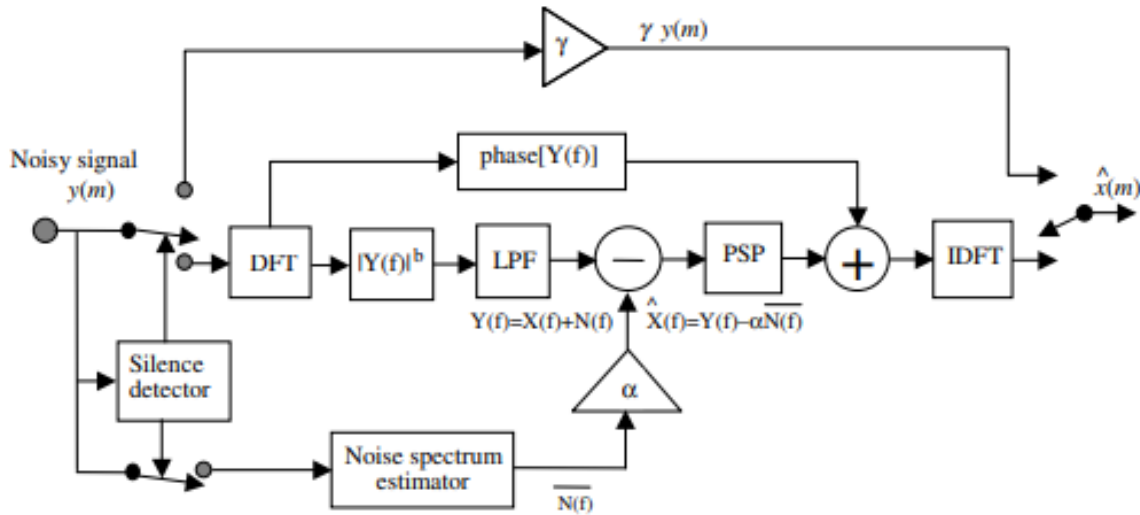 γ
γ y(m)
Noisy signal
y(m)
phase[Y(f)]
^
x(m)
DFT
|Y(f)|ᵇ
LPF
−
PSP
+
IDFT
Y(f)=X(f)+N(f)
X̂(f)=Y(f)−αN̅(̅f̅)̅
Silence
detector
α
Noise spectrum
estimator
N̅(̅f̅)̅